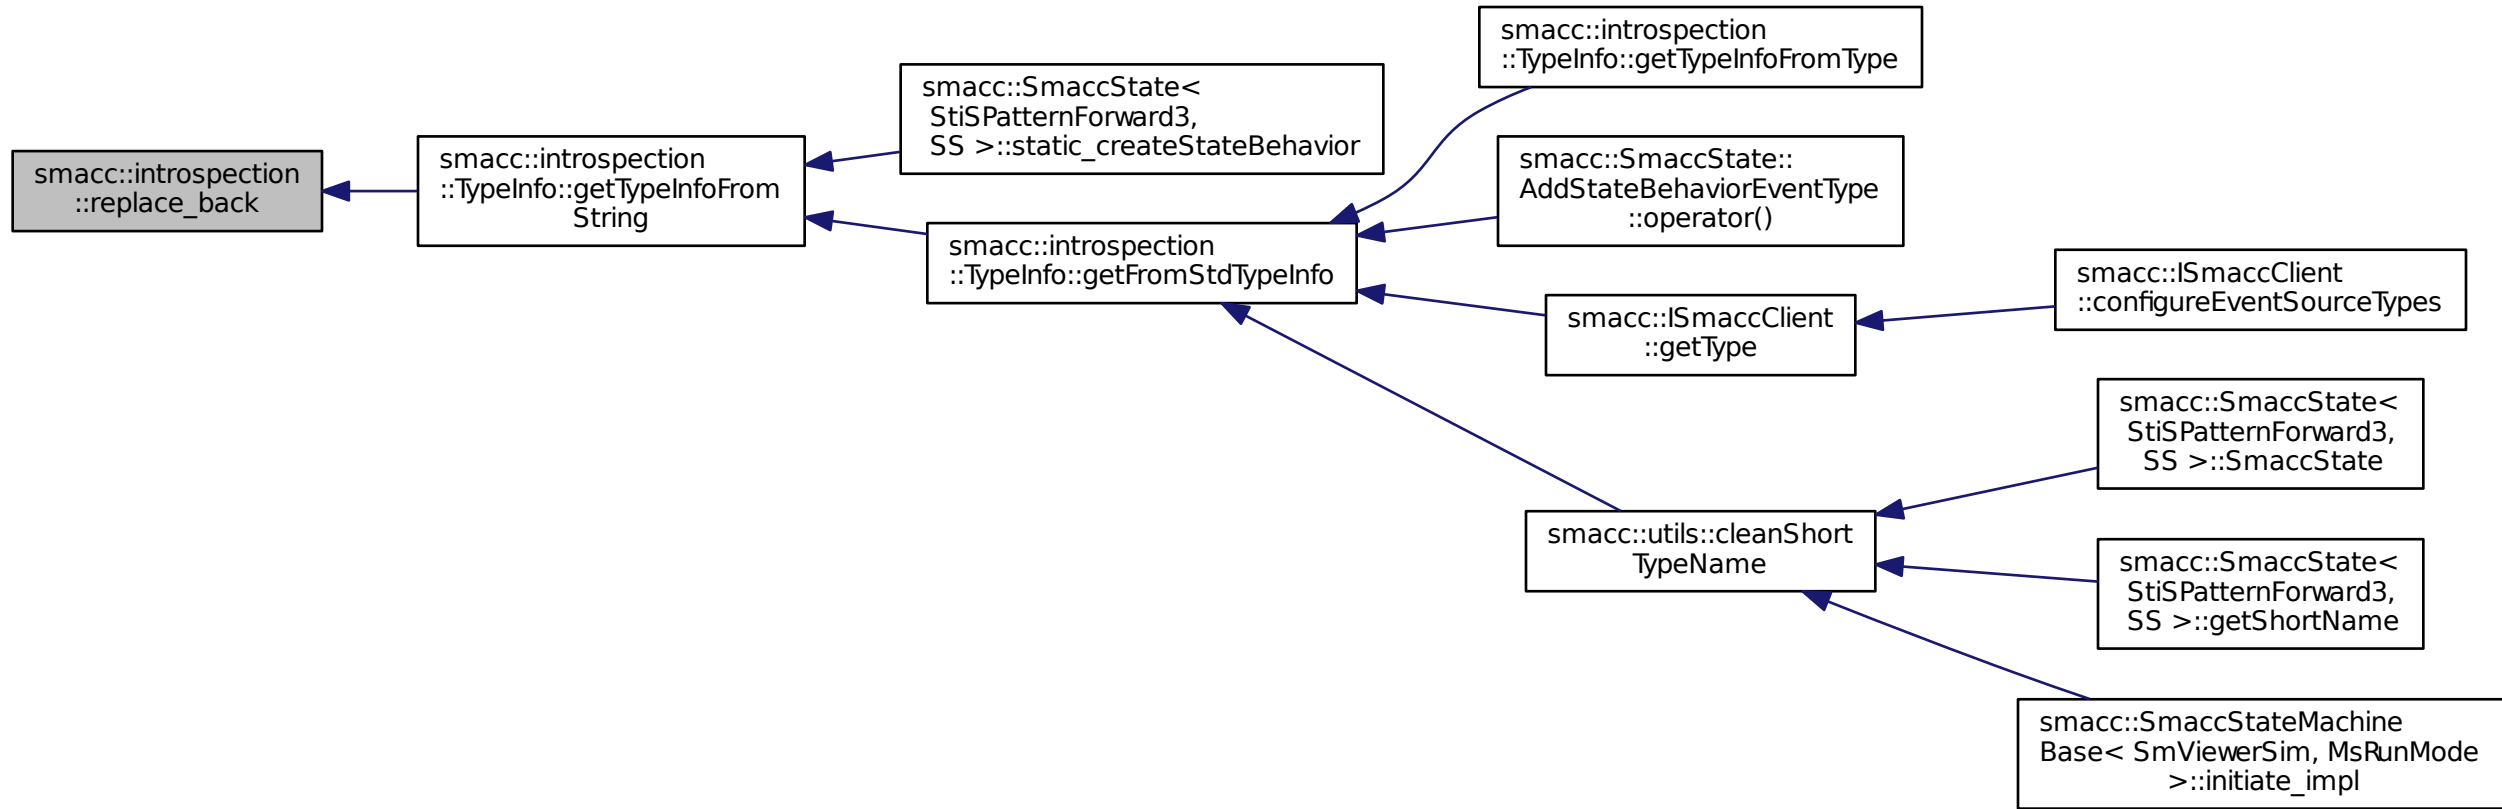 smacc::introspection
::replace_back
smacc::introspection
::TypeInfo::getTypeInfoFrom
String
smacc::SmaccState<
StiSPatternForward3,
SS >::static_createStateBehavior
smacc::introspection
::TypeInfo::getFromStdTypeInfo
smacc::introspection
::TypeInfo::getTypeInfoFromType
smacc::SmaccState::
AddStateBehaviorEventType
::operator()
smacc::ISmaccClient
::getType
smacc::ISmaccClient
::configureEventSourceTypes
smacc::utils::cleanShort
TypeName
smacc::SmaccState<
StiSPatternForward3,
SS >::SmaccState
smacc::SmaccState<
StiSPatternForward3,
SS >::getShortName
smacc::SmaccStateMachine
Base< SmViewerSim, MsRunMode
>::initiate_impl